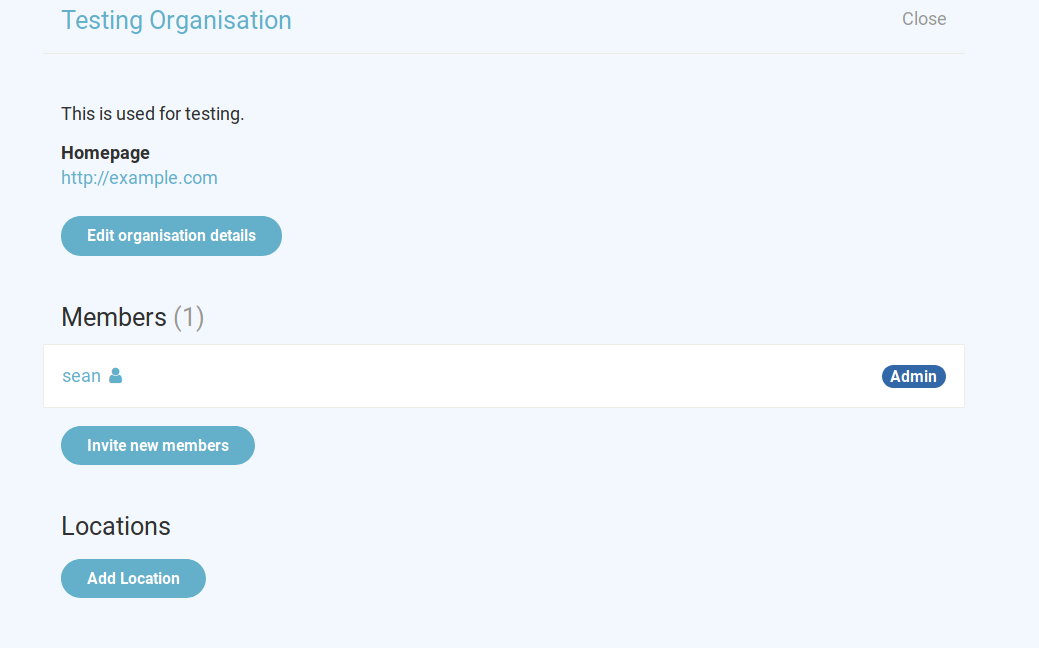 Testing Organisation
Close
This is used for testing.
Homepage
http://example.com
Edit organisation details
Members (1)
sean
Admin
Invite new members
Locations
Add Location